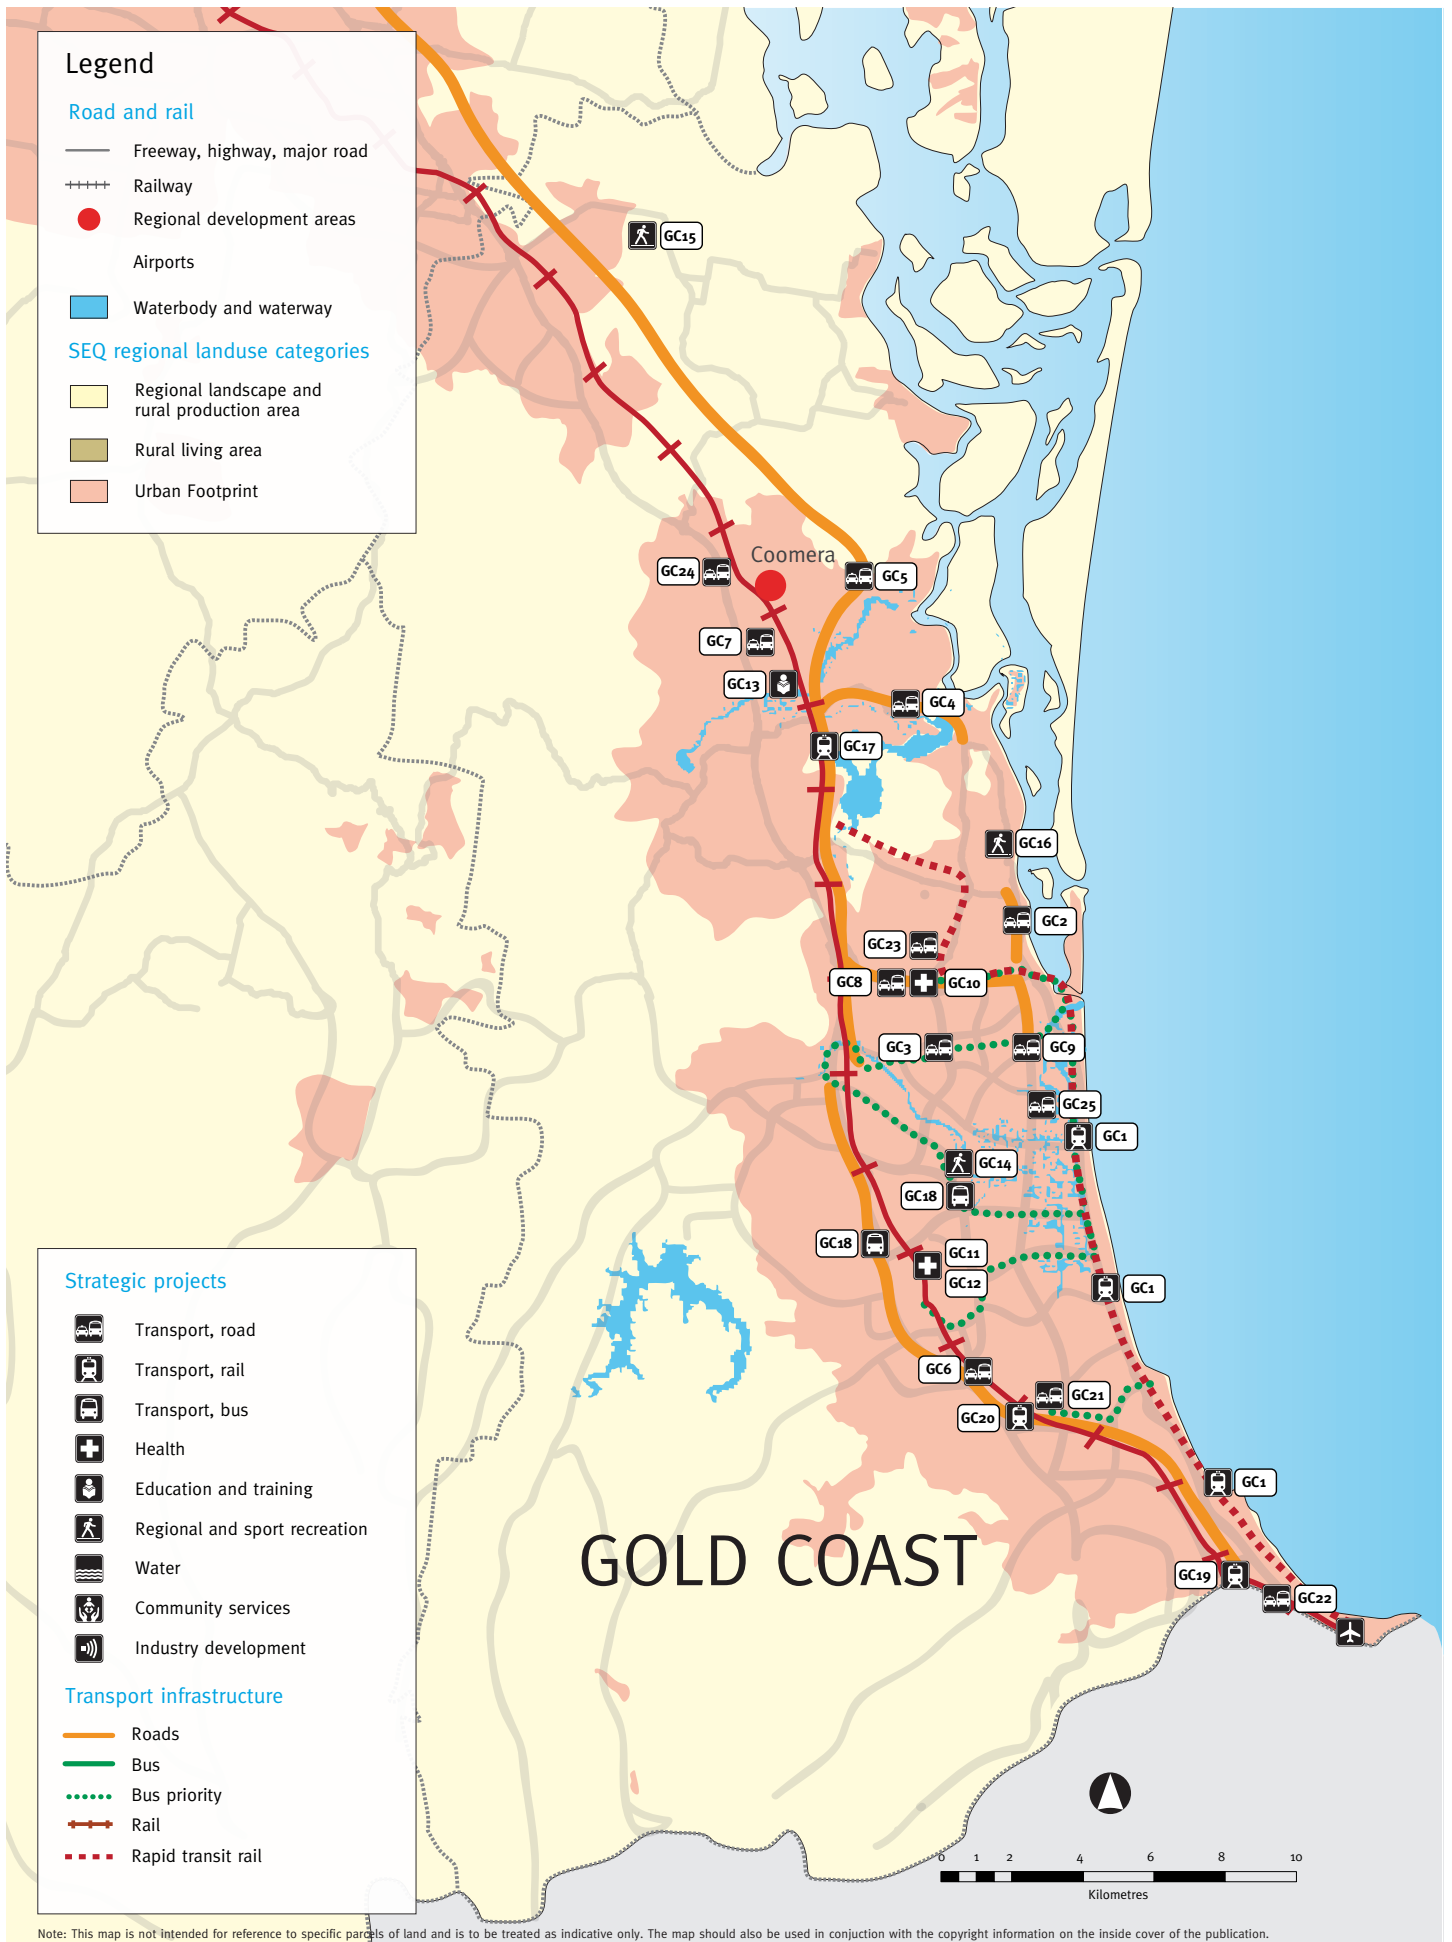 Legend
Road and rail
Freeway, highway, major road
Railway
Regional development areas
Airports
Waterbody and waterway
SEQ regional landuse categories
Regional landscape and
rural production area
Rural living area
Urban Footprint
GC15
Coomera
GC24
GC5
GC7
GC13
GC4
GC17
GC16
GC2
GC23
GC8
GC10
GC3
GC9
GC25
GC1
GC14
GC18
GC18
GC11
GC12
GC1
GC6
GC21
GC20
GC1
GOLD COAST
GC19
GC22
Strategic projects
Transport, road
Transport, rail
Transport, bus
Health
Education and training
Regional and sport recreation
Water
Community services
Industry development
Transport infrastructure
Roads
Bus
Bus priority
Rail
Rapid transit rail
0 1 2 4 6 8 10
Kilometres
Note: This map is not intended for reference to specific parcels of land and is to be treated as indicative only. The map should also be used in conjuction with the copyright information on the inside cover of the publication.